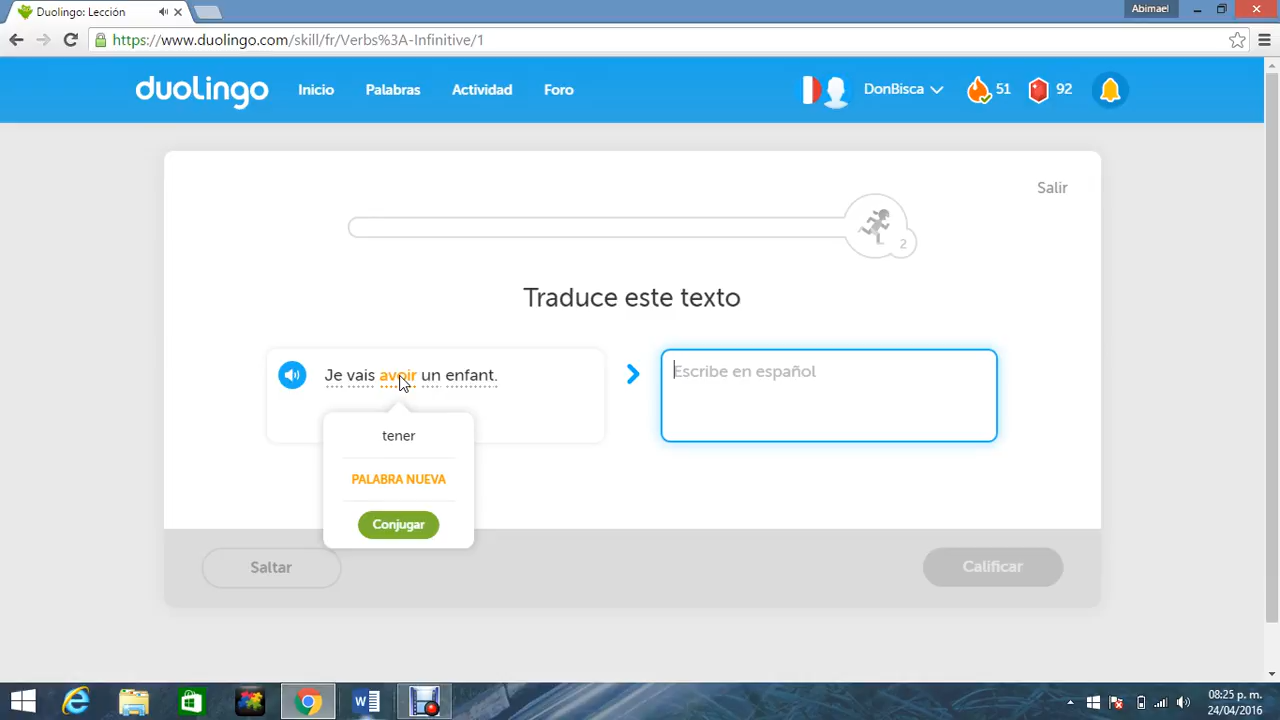 Duolingo: Lección
Abimael
https://www.duolingo.com/skill/fr/Verbs%3A-Infinitive/1
duolingo
Inicio
Palabras
Actividad
Foro
DonBisca
51
92
Salir
2
Traduce este texto
Je vais avoir un enfant.
Escribe en español
tener
PALABRA NUEVA
Conjugar
Saltar
Calificar
08:25 p. m.
24/04/2016